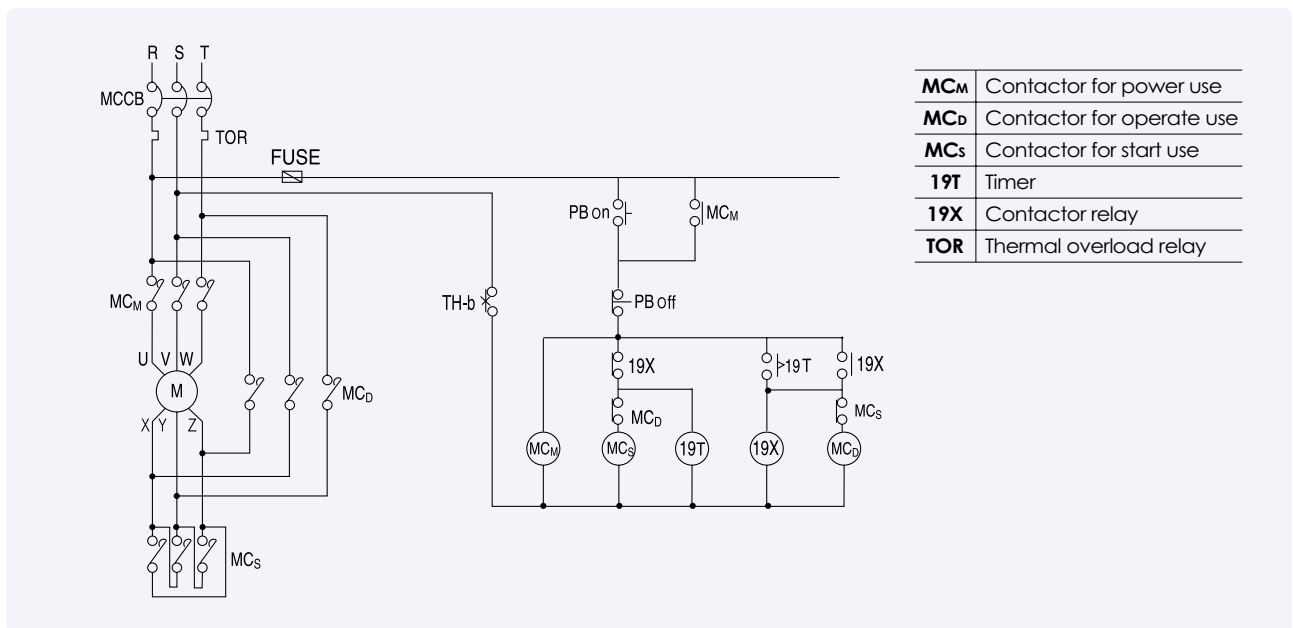 R S T
MCCB
TOR
FUSE
PB on
MCM
TH-b
PB off
MCM
U V W
M
X Y Z
MCD
19X
19T
19X
MCD
MCS
MCM
MCS
19T
19X
MCD
MCS
MCM Contactor for power use
MCD Contactor for operate use
MCs Contactor for start use
19T Timer
19X Contactor relay
TOR Thermal overload relay